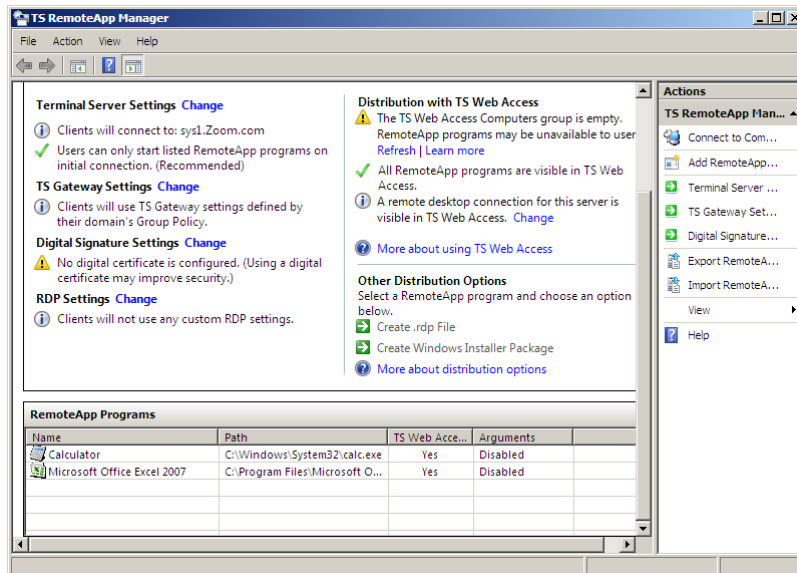 TS RemoteApp Manager
File Action View Help
Terminal Server Settings Change
Clients will connect to: sys1.Zoom.com
Users can only start listed RemoteApp programs on
initial connection. (Recommended)
TS Gateway Settings Change
Clients will use TS Gateway settings defined by
their domain's Group Policy.
Digital Signature Settings Change
No digital certificate is configured. (Using a digital
certificate may improve security.)
RDP Settings Change
Clients will not use any custom RDP settings.
Distribution with TS Web Access
The TS Web Access Computers group is empty.
RemoteApp programs may be unavailable to user
Refresh | Learn more
All RemoteApp programs are visible in TS Web
Access.
A remote desktop connection for this server is
visible in TS Web Access. Change
More about using TS Web Access
Other Distribution Options
Select a RemoteApp program and choose an option
below.
Create .rdp File
Create Windows Installer Package
More about distribution options
RemoteApp Programs
Name Path TS Web Acce... Arguments
Calculator C:\Windows\System32\calc.exe Yes Disabled
Microsoft Office Excel 2007 C:\Program Files\Microsoft O... Yes Disabled
Actions
TS RemoteApp Man...
Connect to Com...
Add RemoteApp...
Terminal Server ...
TS Gateway Set...
Digital Signature...
Export RemoteA...
Import RemoteA...
View
Help